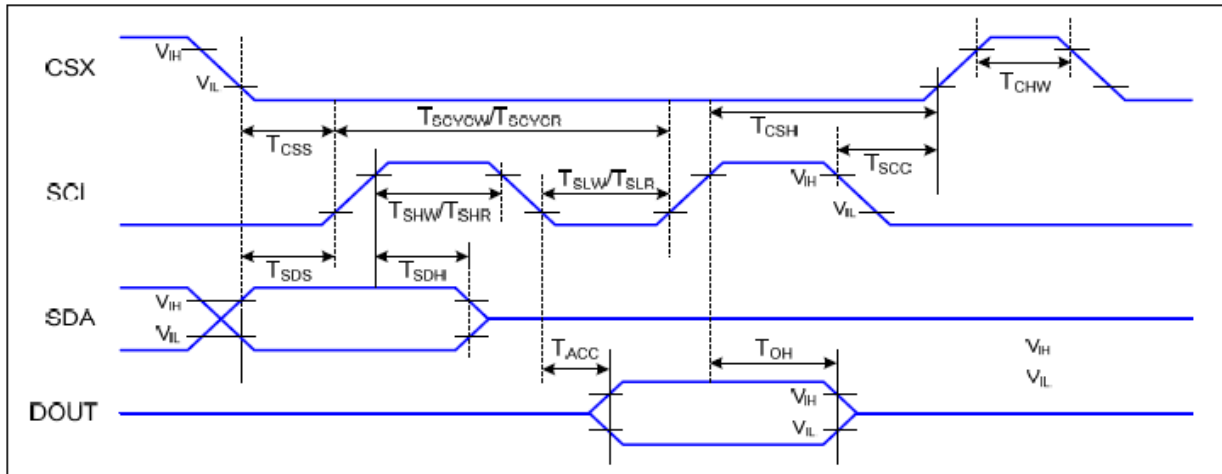 CSX
VIH
VIL
TCHW
TSCYCW/TSCYCR
TCSH
TCSS
TSCC
SCL
TSLW/TSLR
VIH
VIL
TSHW/TSHR
TSDS
TSDH
SDA
VIH
VIL
TACC
TOH
VIH
VIL
DOUT
VIH
VIL